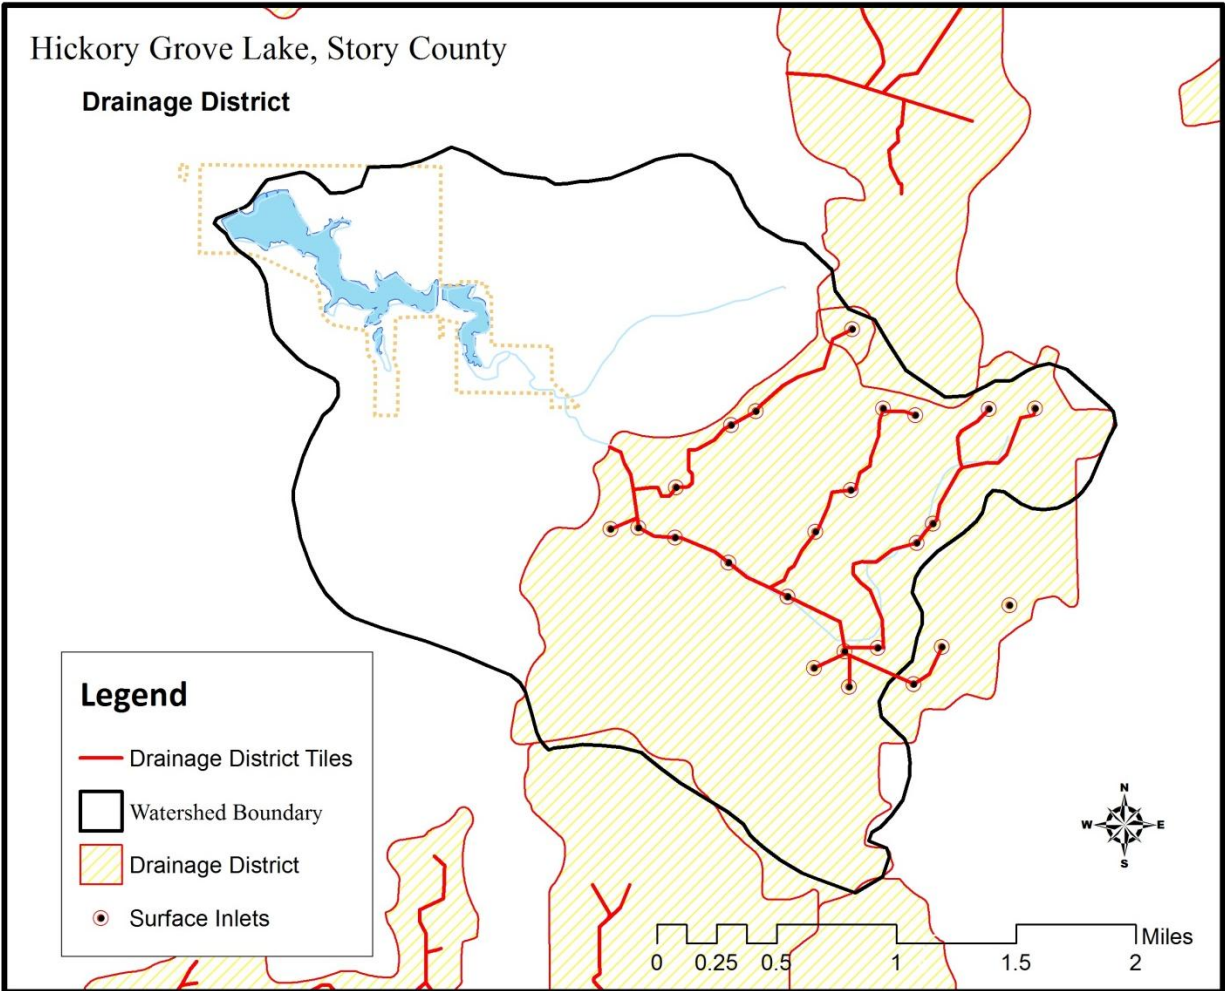 Hickory Grove Lake, Story County
Drainage District
Legend
Drainage District Tiles
Watershed Boundary
Drainage District
Surface Inlets
N
W E
S
Miles
0 0.25 0.5 1 1.5 2